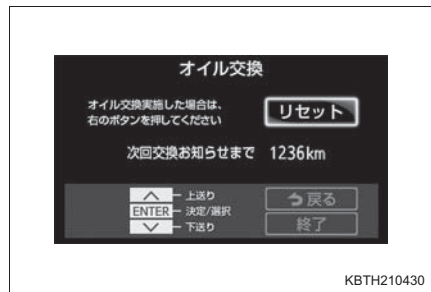 オイル交換
オイル交換実施した場合は、
右のボタンを押してください
リセット
次回交換お知らせまで 1236km
上送り
ENTER 決定/選択
下送り
戻る
終了
KBTH210430